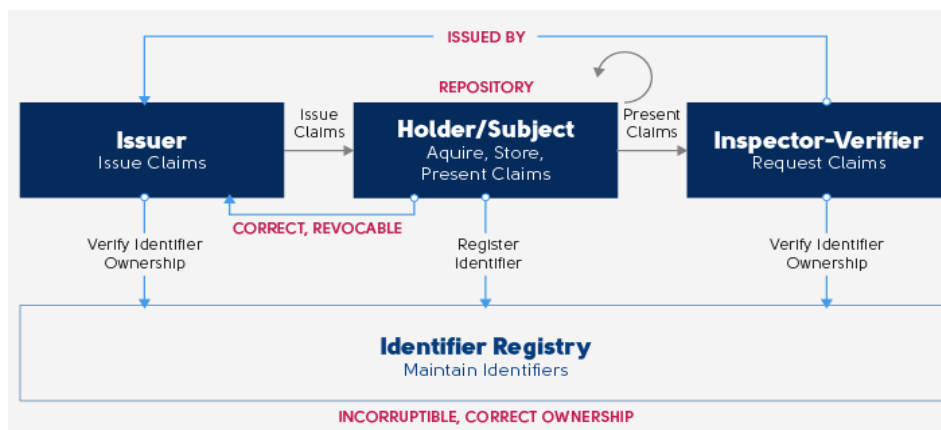 ISSUED BY
REPOSITORY
Issuer
Issue Claims
Issue
Claims
Holder/Subject
Aquire, Store,
Present Claims
Present
Claims
Inspector-Verifier
Request Claims
CORRECT, REVOCABLE
Verify Identifier
Ownership
Register
Identifier
Verify Identifier
Ownership
Identifier Registry
Maintain Identifiers
INCORRUPTIBLE, CORRECT OWNERSHIP